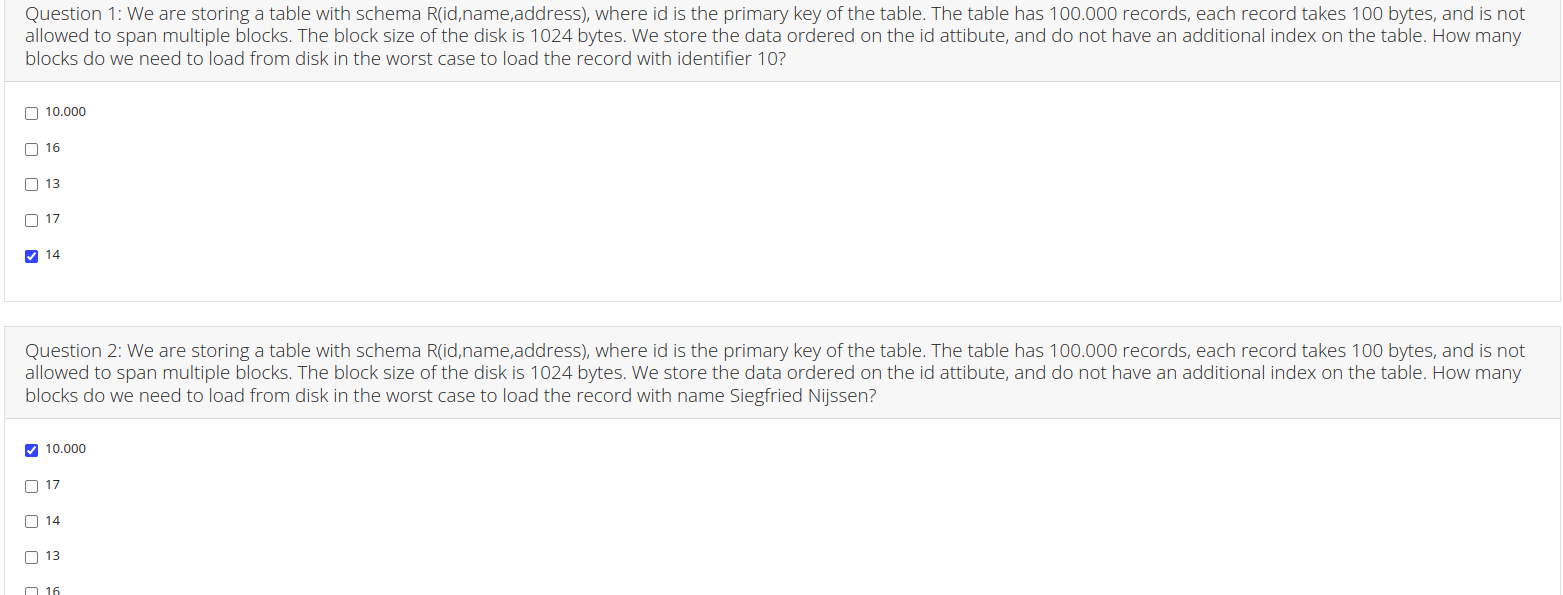 Question 1: We are storing a table with schema R(id,name,address), where id is the primary key of the table. The table has 100.000 records, each record takes 100 bytes, and is not
allowed to span multiple blocks. The block size of the disk is 1024 bytes. We store the data ordered on the id attibute, and do not have an additional index on the table. How many
blocks do we need to load from disk in the worst case to load the record with identifier 10?
10.000
16
13
17
14
Question 2: We are storing a table with schema R(id,name,address), where id is the primary key of the table. The table has 100.000 records, each record takes 100 bytes, and is not
allowed to span multiple blocks. The block size of the disk is 1024 bytes. We store the data ordered on the id attibute, and do not have an additional index on the table. How many
blocks do we need to load from disk in the worst case to load the record with name Siegfried Nijssen?
10.000
17
14
13
16